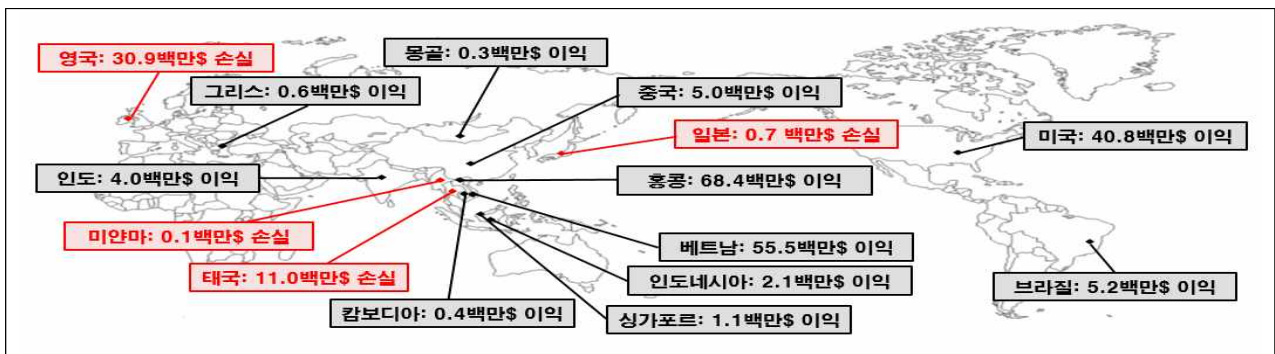 영국: 30.9백만$ 손실
몽골: 0.3백만$ 이익
그리스: 0.6백만$ 이익
중국: 5.0백만$ 이익
일본: 0.7 백만$ 손실
미국: 40.8백만$ 이익
인도: 4.0백만$ 이익
홍콩: 68.4백만$ 이익
미얀마: 0.1백만$ 손실
베트남: 55.5백만$ 이익
태국: 11.0백만$ 손실
인도네시아: 2.1백만$ 이익
브라질: 5.2백만$ 이익
캄보디아: 0.4백만$ 이익
싱가포르: 1.1백만$ 이익